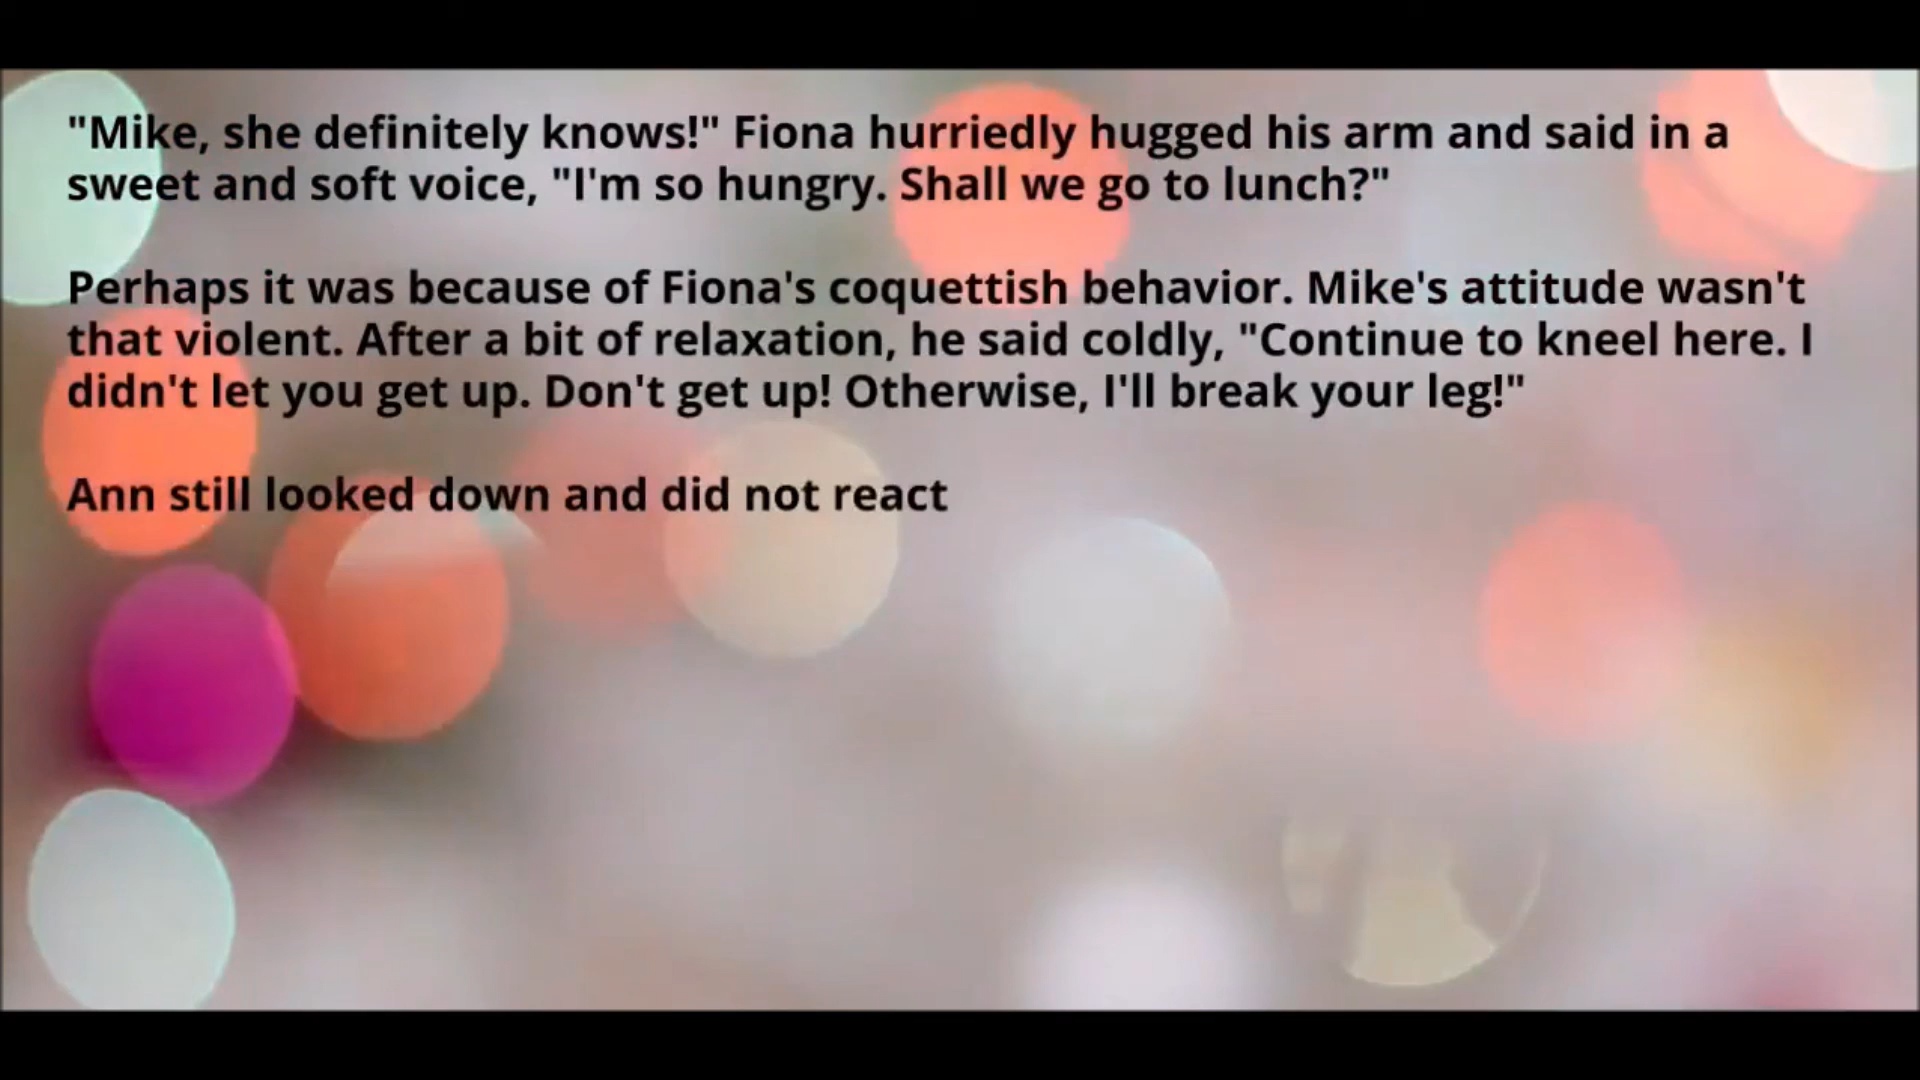 "Mike, she definitely knows!" Fiona hurriedly hugged his arm and said in a
sweet and soft voice, "I'm so hungry. Shall we go to lunch?"
Perhaps it was because of Fiona's coquettish behavior. Mike's attitude wasn't
that violent. After a bit of relaxation, he said coldly, "Continue to kneel here. I
didn't let you get up. Don't get up! Otherwise, I'll break your leg!"
Ann still looked down and did not react